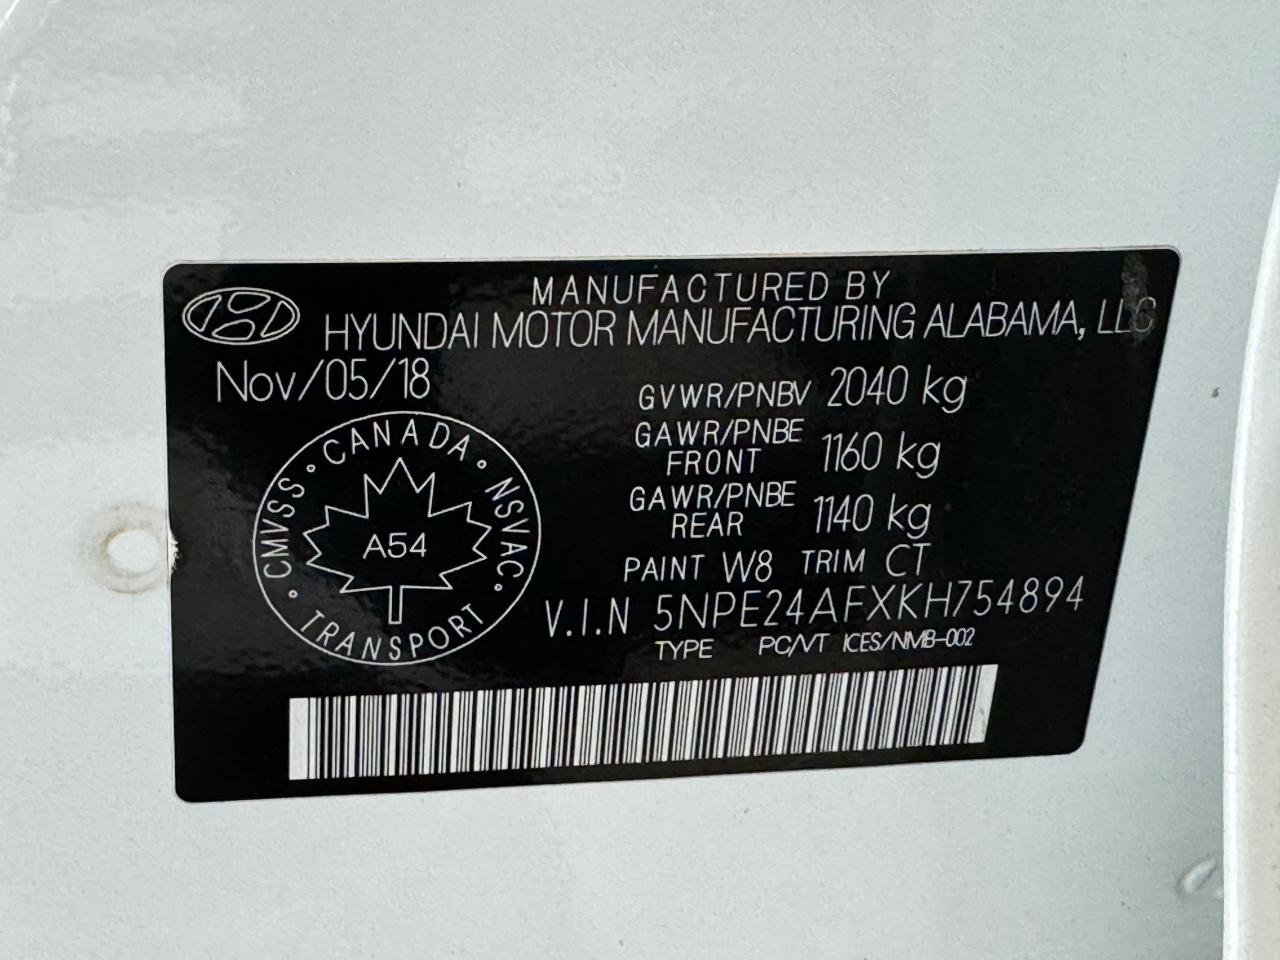 MANUFACTURED BY
HYUNDAI MOTOR MANUFACTURING ALABAMA, LLC
Nov/05/18
GVWR/PNBV 2040 kg
GAWR/PNBE FRONT 1160 kg
GAWR/PNBE REAR 1140 kg
PAINT W8 TRIM CT
V.I.N 5NPE24AFXKH754894
TYPE PC/VT ICES/NMB-002
CMVSS • CANADA • NSVAC • TRANSPORT
A54